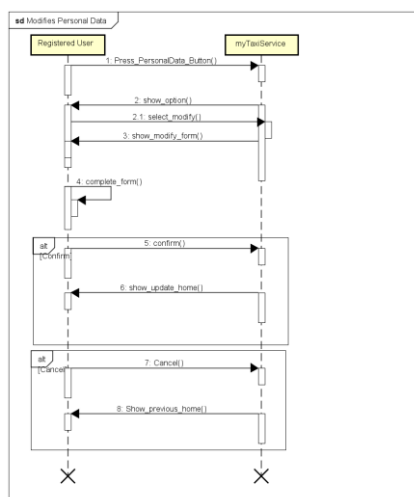 sd Modifies Personal Data
Registered User
myTaxiService
1: Press_PersonalData_Button()
2: show_option()
2.1: select_modify()
3: show_modify_form()
4: complete_form()
alt
[Confirm]
5: confirm()
6: show_update_home()
alt
[Cancel]
7: Cancel()
8: Show_previous_home()